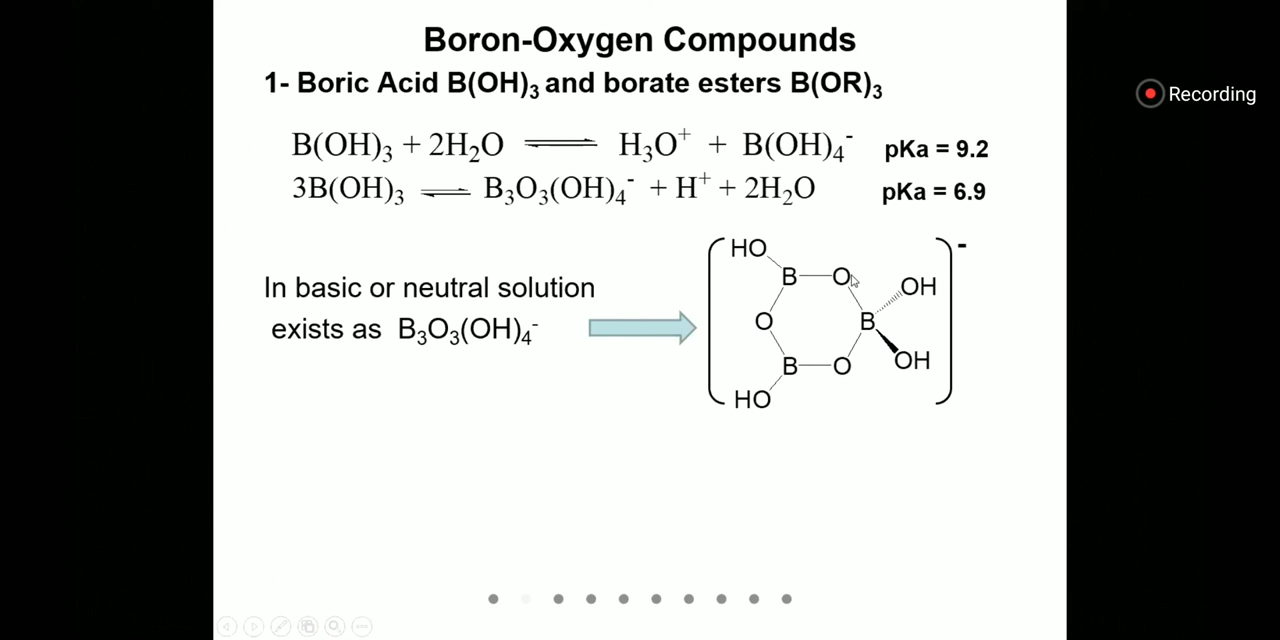 Boron-Oxygen Compounds
1- Boric Acid B(OH)₃ and borate esters B(OR)₃
Recording
B(OH)₃ + 2H₂O ⇌ H₃O⁺ + B(OH)₄⁻ pKa = 9.2
3B(OH)₃ ⇌ B₃O₃(OH)₄⁻ + H⁺ + 2H₂O pKa = 6.9
In basic or neutral solution
exists as B₃O₃(OH)₄⁻
HO
B O
OH
O B
OH
B O
HO
-